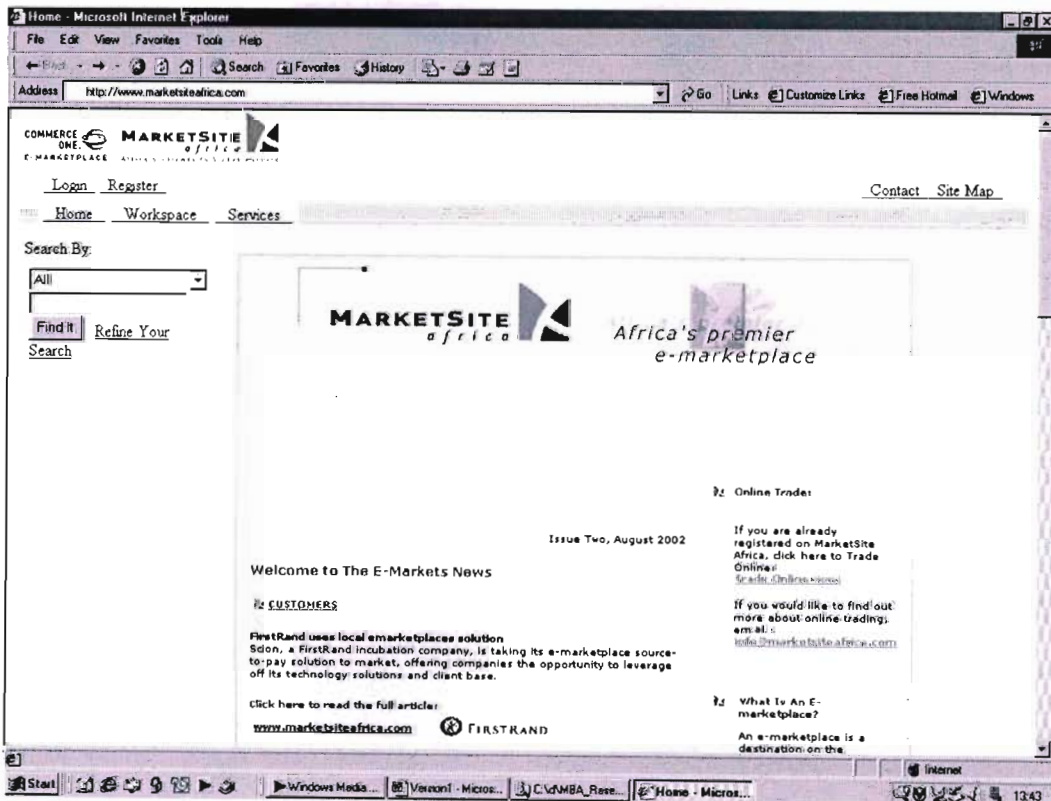 Home - Microsoft Internet Explorer
File Edit View Favorites Tools Help
Search Favorites History
Address http://www.marketsiteafrica.com Go Links Customize Links Free Hotmail Windows
COMMERCE ONE. E-MARKETPLACE
MARKETSITE africa
Login Register
Contact Site Map
Home Workspace Services
Search By:
All
Find It Refine Your
Search
MARKETSITE
africa
Africa's premier
e-marketplace
Issue Two, August 2002
Welcome to The E-Markets News
CUSTOMERS
FirstRand uses local emarketplaces solution
Scion, a FirstRand incubation company, is taking its e-marketplace source-
to-pay solution to market, offering companies the opportunity to leverage
off its technology solutions and client base.
Click here to read the full article:
www.marketsiteafrica.com FIRSTRAND
Online Trade:
If you are already
registered on MarketSite
Africa, click here to Trade
Online:
If you would like to find out
more about online trading,
email:
info@marketsiteafrica.com
What Is An E-
marketplace?
An e-marketplace is a
destination on the
Internet
Start Windows Media... Vernon1 - Micros... C:\d\MBA_Rese... Home - Micros... 13:43